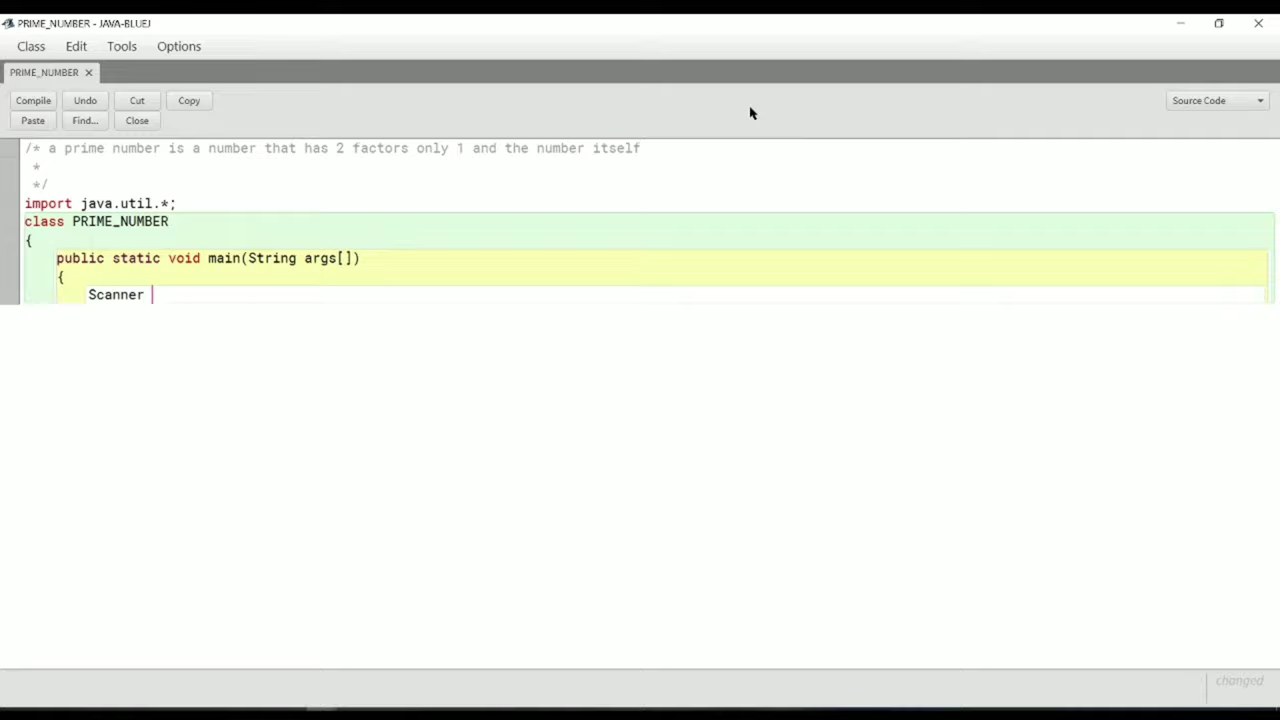 PRIME_NUMBER - JAVA-BLUEJ
Class Edit Tools Options
PRIME_NUMBER
Compile Undo Cut Copy
Source Code
Paste Find... Close
/* a prime number is a number that has 2 factors only 1 and the number itself
*
*/
import java.util.*;
class PRIME_NUMBER
{
public static void main(String args[])
{
Scanner
changed